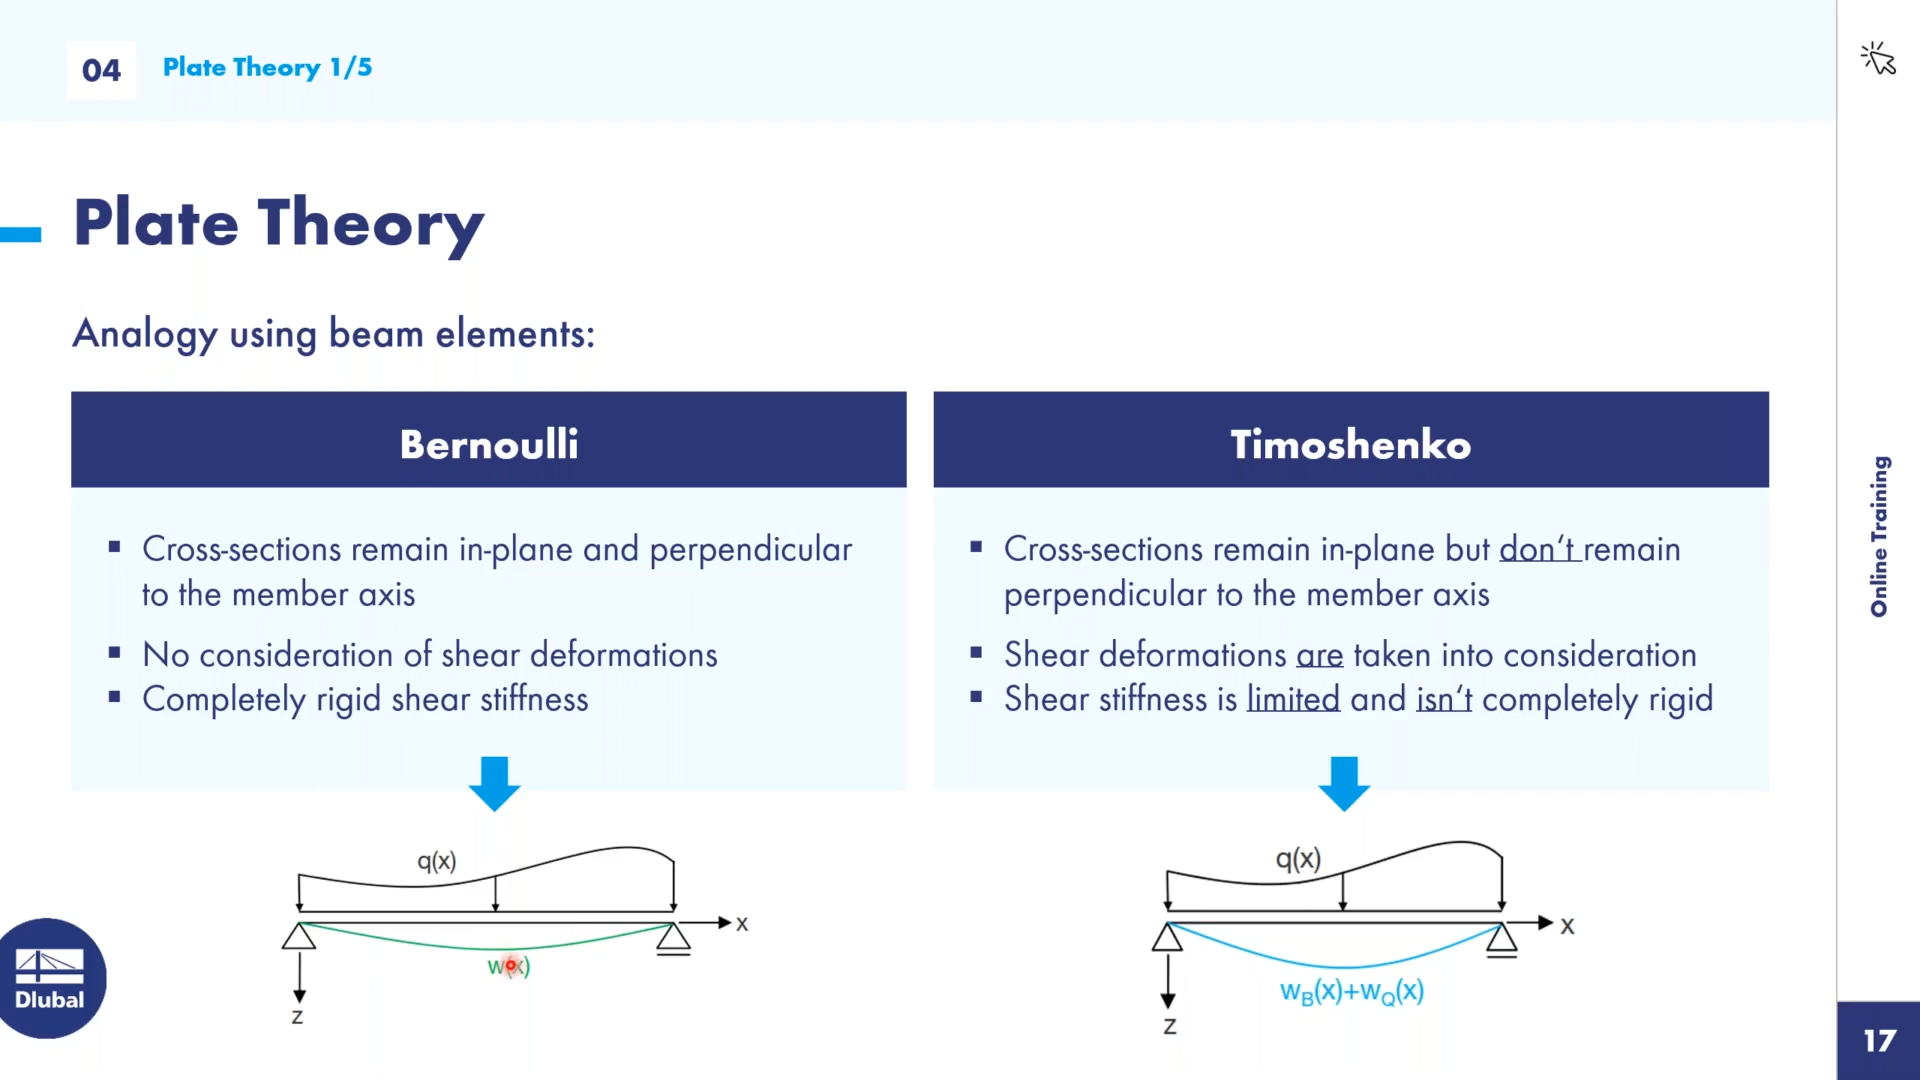 04
Plate Theory 1/5
Plate Theory
Analogy using beam elements:
Bernoulli
▪ Cross-sections remain in-plane and perpendicular
to the member axis
▪ No consideration of shear deformations
▪ Completely rigid shear stiffness
q(x)
x
w(x)
z
Timoshenko
▪ Cross-sections remain in-plane but don‘t remain
perpendicular to the member axis
▪ Shear deformations are taken into consideration
▪ Shear stiffness is limited and isn‘t completely rigid
q(x)
x
w_B(x)+w_Q(x)
z
Dlubal
Online Training
17